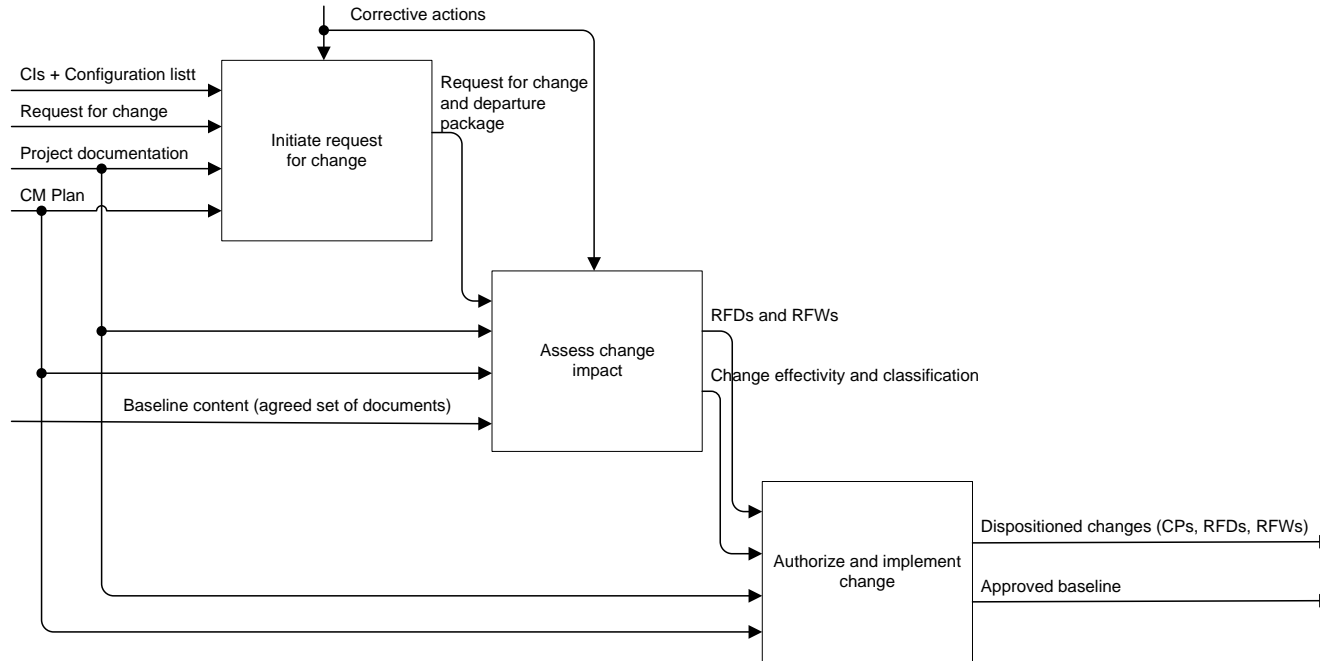 Corrective actions
CIs + Configuration listt
Request for change
Project documentation
CM Plan
Initiate request
for change
Request for change
and departure
package
RFDs and RFWs
Assess change
impact
Change effectivity and classification
Baseline content (agreed set of documents)
Dispositioned changes (CPs, RFDs, RFWs)
Authorize and implement
change
Approved baseline